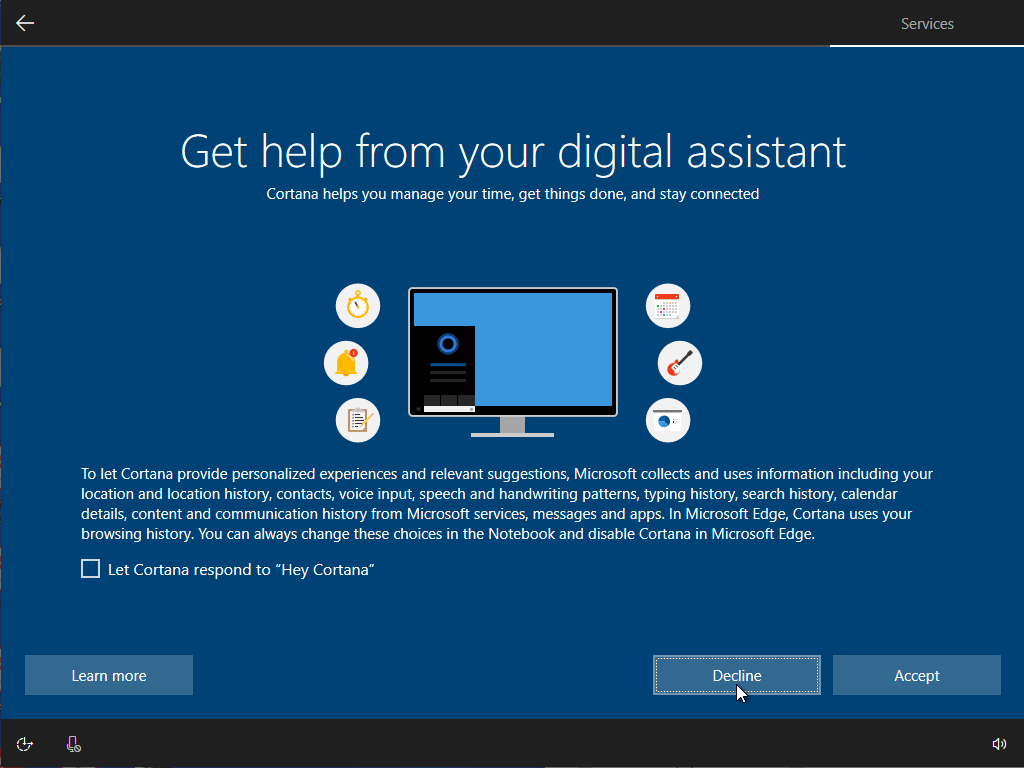 Services
Get help from your digital assistant
Cortana helps you manage your time, get things done, and stay connected
To let Cortana provide personalized experiences and relevant suggestions, Microsoft collects and uses information including your
location and location history, contacts, voice input, speech and handwriting patterns, typing history, search history, calendar
details, content and communication history from Microsoft services, messages and apps. In Microsoft Edge, Cortana uses your
browsing history. You can always change these choices in the Notebook and disable Cortana in Microsoft Edge.
Let Cortana respond to “Hey Cortana”
Learn more
Decline
Accept